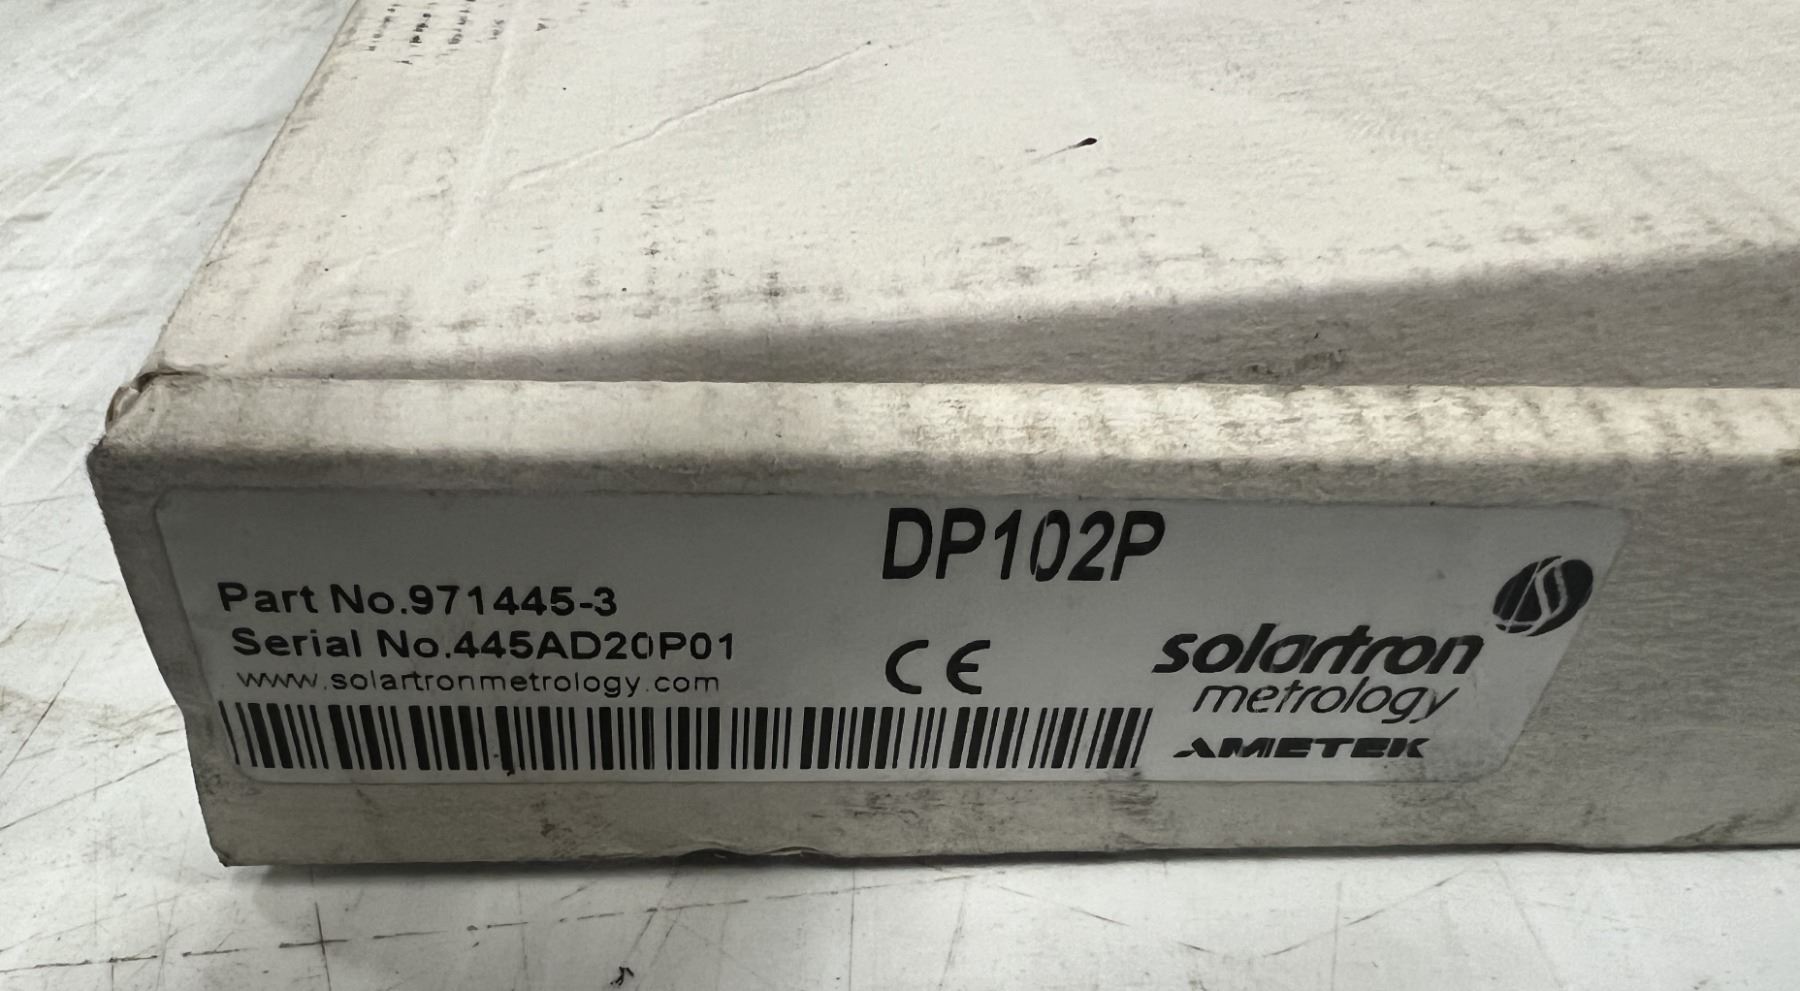 DP102P
Part No.971445-3
Serial No.445AD20P01
www.solartronmetrology.com
CE
solartron
metrology
AMETEK